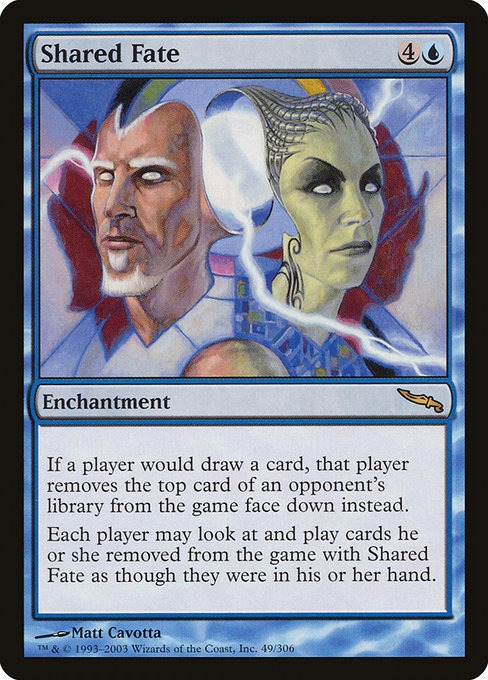 Shared Fate 4
Enchantment
If a player would draw a card, that player
removes the top card of an opponent's
library from the game face down instead.
Each player may look at and play cards he
or she removed from the game with Shared
Fate as though they were in his or her hand.
Matt Cavotta
™ & © 1993–2003 Wizards of the Coast, Inc. 49/306